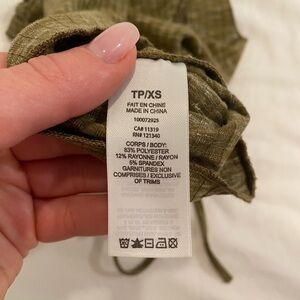 TP/XS
FAIT EN CHINE
MADE IN CHINA
100072925
CA# 11319
RN# 121340
CORPS / BODY:
83% POLYESTER
12% RAYONNE / RAYON
5% SPANDEX
GARNITURES NON
COMPRISES / EXCLUSIVE
OF TRIMS